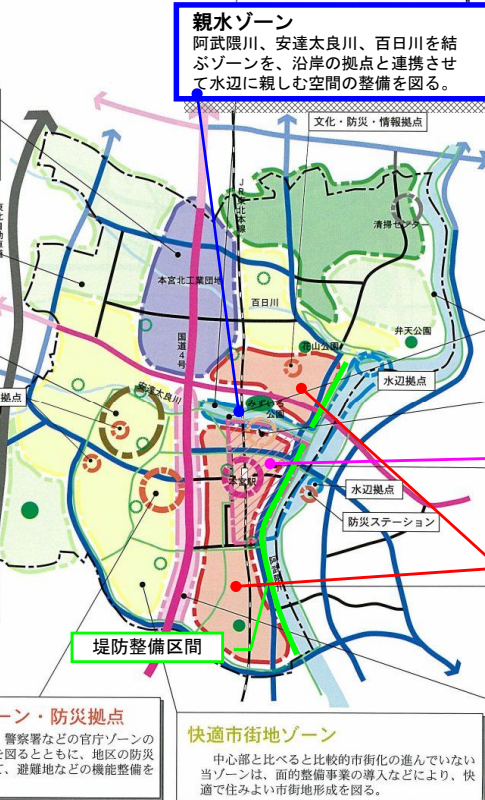 親水ゾーン
阿武隈川、安達太良川、百日川を結
ぶゾーンを、沿岸の拠点と連携させ
て水辺に親しむ空間の整備を図る。
文化・防災・情報拠点
JR東北本線
清掃センター
本宮北工業団地
百日川
国道4号
花山公園
弁天公園
水辺拠点
安達太良川
みずいろ
公園
拠点
本宮駅
水辺拠点
防災ステーション
堤防整備区間
ーン・防災拠点
警察署などの官庁ゾーンの
を図るとともに、地区の防災
て、避難地などの機能整備を
快適市街地ゾーン
中心部と比べると比較的市街化の進んでいない
当ゾーンは、面的整備事業の導入などにより、快
適で住みよい市街地形成を図る。